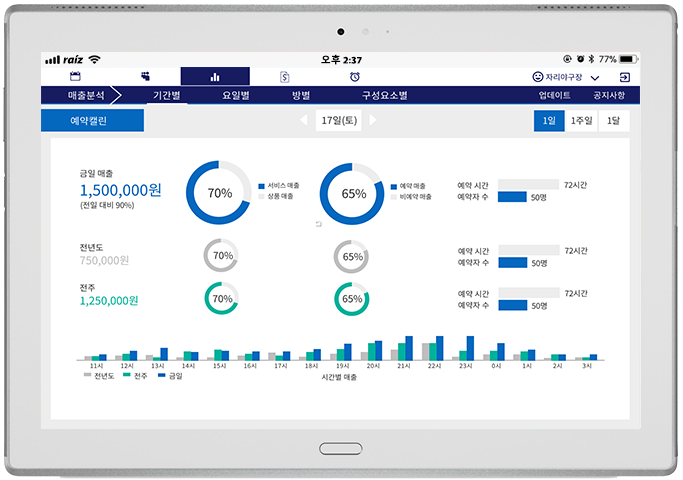 raíz 오후 2:37 77%
자리야구장
매출분석 기간별 요일별 방별 구성요소별 업데이트 공지사항
예약캘린 17일(토) 1일 1주일 1달
금일 매출
1,500,000원
(전일 대비 90%)
70%
서비스 매출
상품 매출
65%
예약 매출
비예약 매출
예약 시간 72시간
예약자 수 50명
전년도
750,000원
70%
65%
예약 시간 72시간
예약자 수 50명
전주
1,250,000원
70%
65%
예약 시간 72시간
예약자 수 50명
11시 12시 13시 14시 15시 16시 17시 18시 19시 20시 21시 22시 23시 0시 1시 2시 3시
전년도 전주 금일 시간별 매출